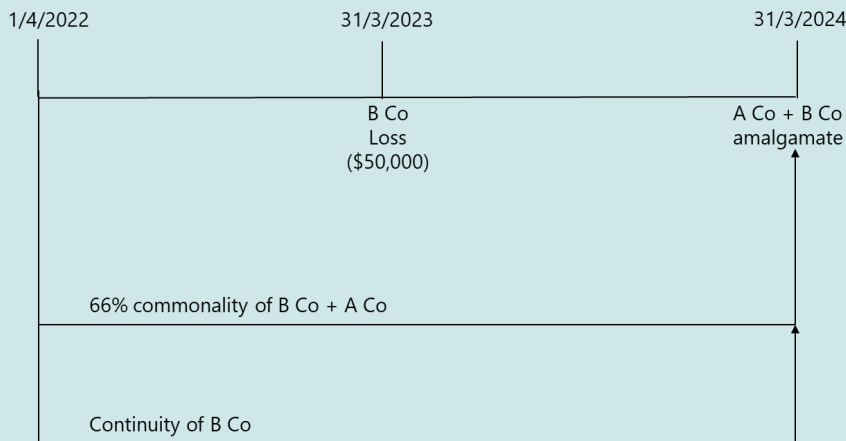 1/4/2022
31/3/2023
31/3/2024
B Co
Loss
($50,000)
A Co + B Co
amalgamate
66% commonality of B Co + A Co
Continuity of B Co